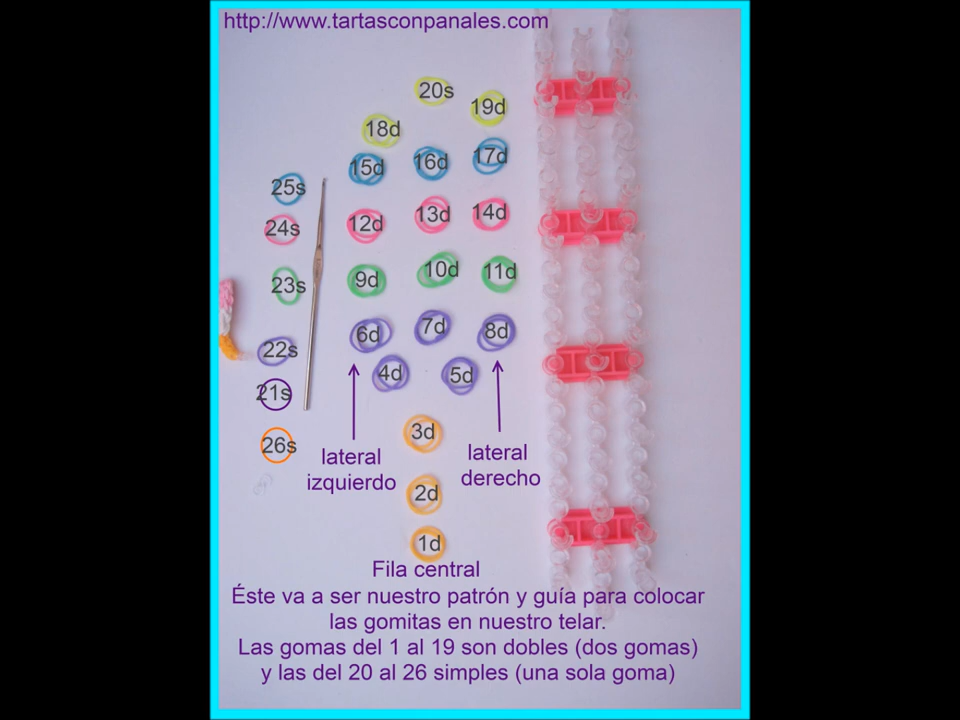 http://www.tartasconpanales.com
20s
19d
18d
15d 16d 17d
25s
24s 12d 13d 14d
23s 9d 10d 11d
22s 6d 7d 8d
4d 5d
21s
26s 3d
lateral
izquierdo
lateral
derecho
2d
1d
Fila central
Éste va a ser nuestro patrón y guía para colocar
las gomitas en nuestro telar.
Las gomas del 1 al 19 son dobles (dos gomas)
y las del 20 al 26 simples (una sola goma)